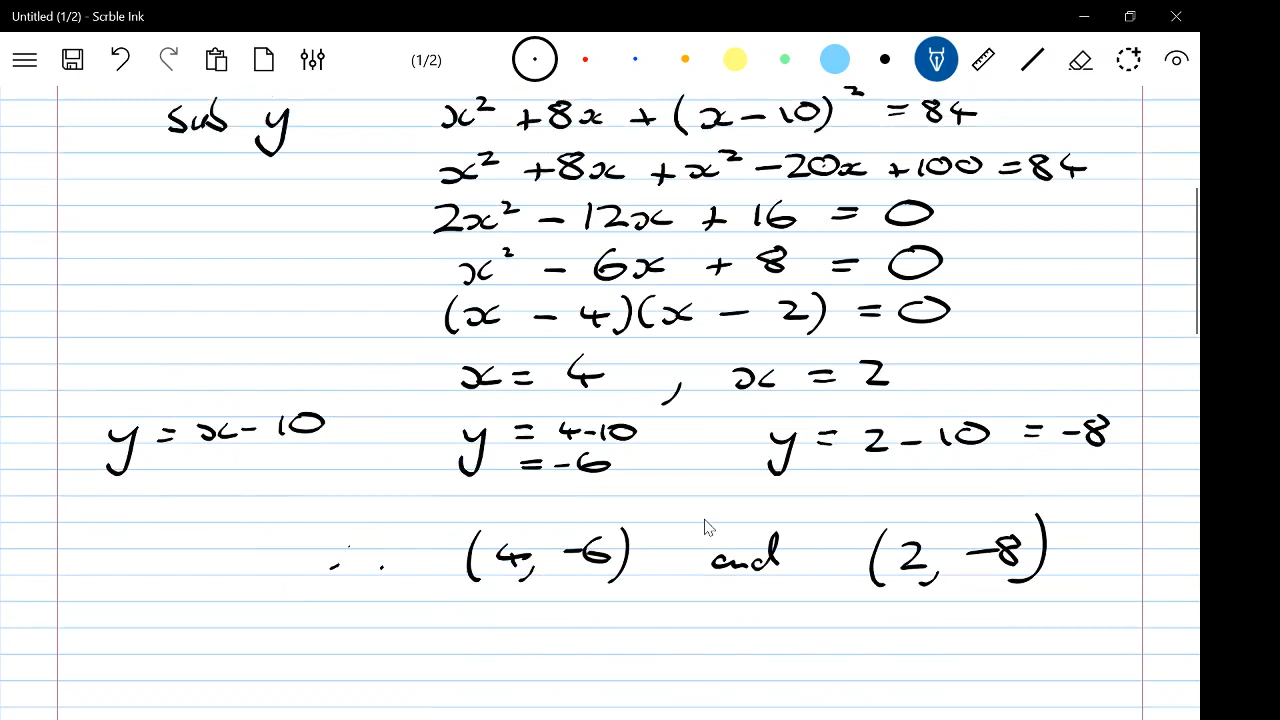 Untitled (1/2) - Scrble Ink
(1/2)
sub y x² + 8x + (x - 10)² = 84
x² + 8x + x² - 20x + 100 = 84
2x² - 12x + 16 = 0
x² - 6x + 8 = 0
(x - 4)(x - 2) = 0
x = 4 , x = 2
y = x - 10 y = 4 - 10 y = 2 - 10 = -8
= -6
∴ (4, -6) and (2, -8)